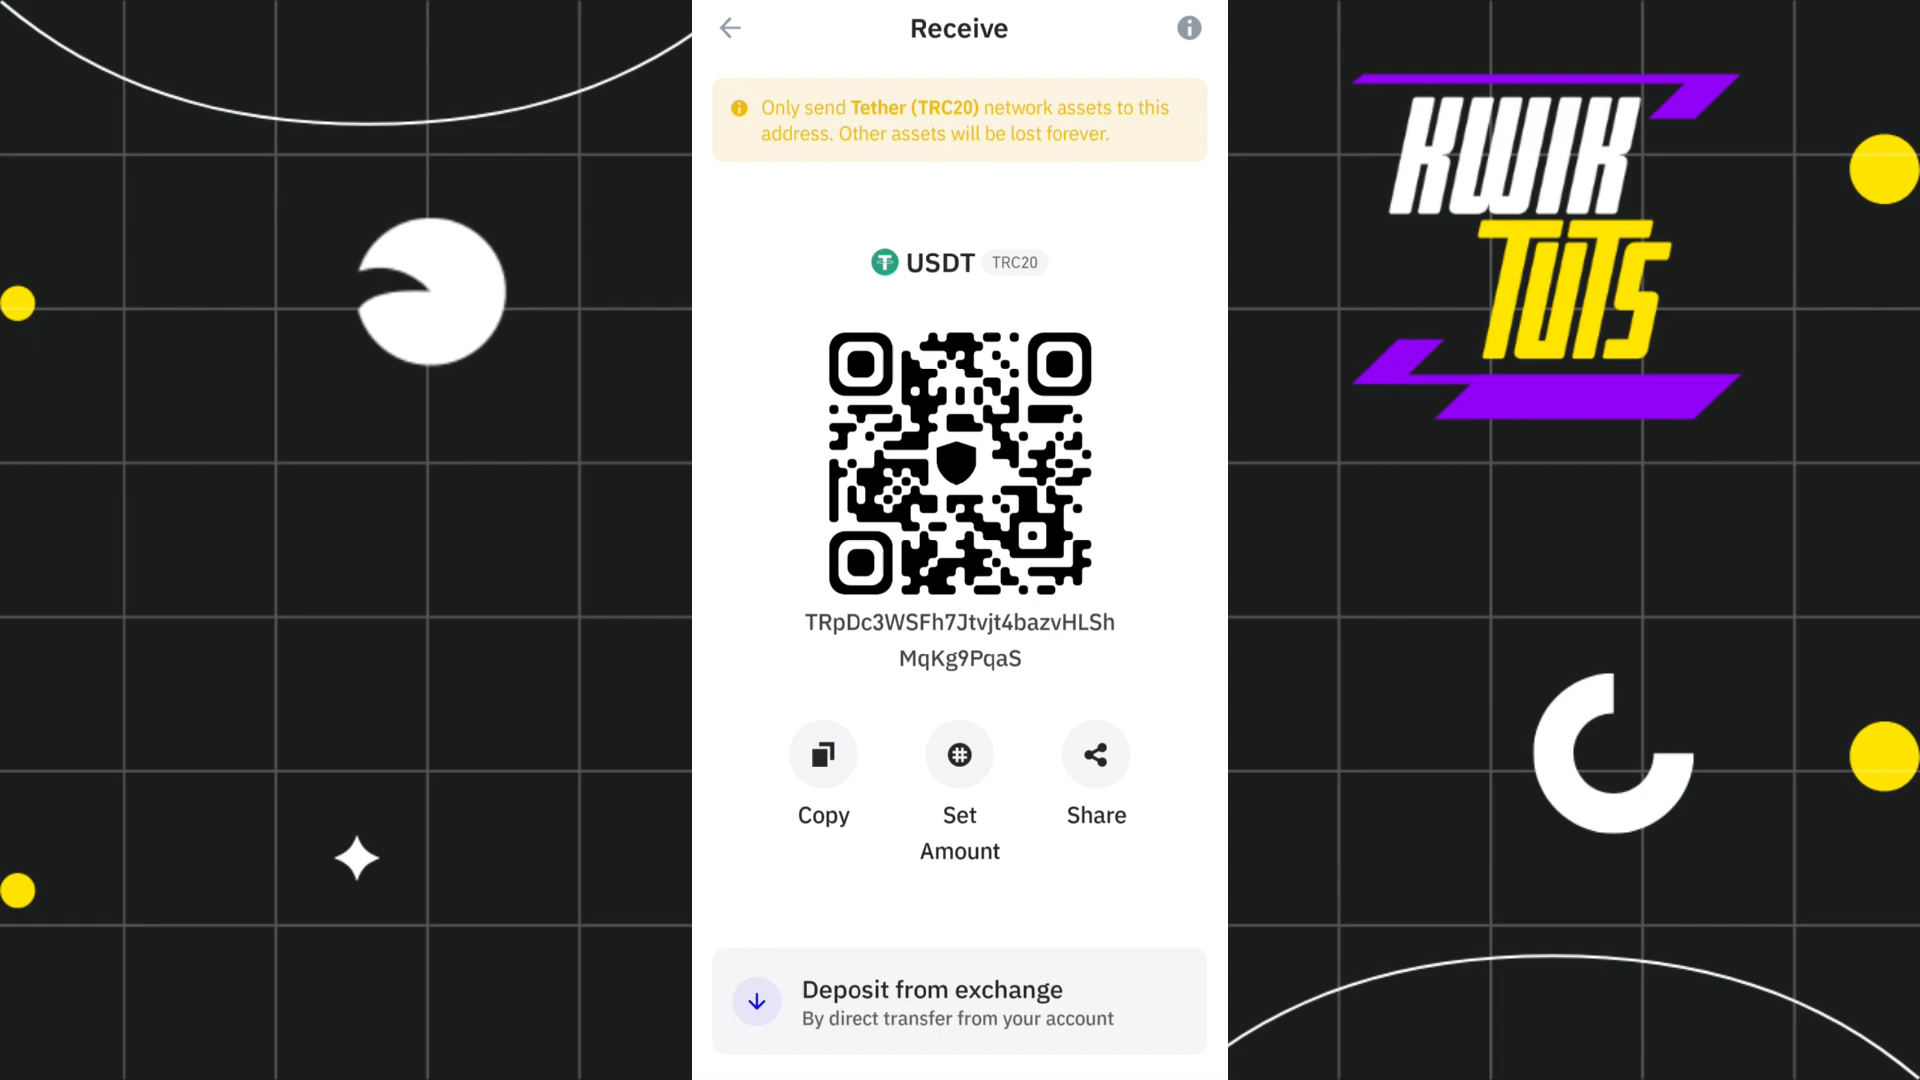 Receive
Only send Tether (TRC20) network assets to this
address. Other assets will be lost forever.
USDT TRC20
TRpDc3WSFh7Jtvjt4bazvHLSh
MqKg9PqaS
Copy
Set
Amount
Share
Deposit from exchange
By direct transfer from your account
KWIK
TUTS